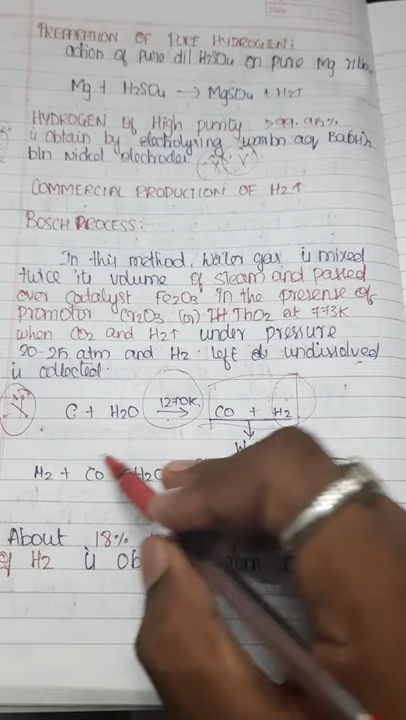 PREPARATION OF PURE HYDROGEN:
action of pure dil H2SO4 on pure Mg ribb.
Mg + H2SO4 → MgSO4 + H2↑
HYDROGEN of High purity >99.95%
is obtain by electrolysing warm aq Ba(OH)2
b/n Nickel electrodes
COMMERCIAL PRODUCTION OF H2↑
BOSCH PROCESS:
In this method, water gas is mixed
twice its volume of steam and passed
over catalyst Fe2O3 in the presense of
promotor Cr2O3 (or) ThO2 at 773K
when CO2 and H2↑ under pressure
20-25 atm and H2 left undissolved
is collected.
C + H2O 1270K→ CO + H2
H2 + CO + H2O
About 18%
of H2 is Ob